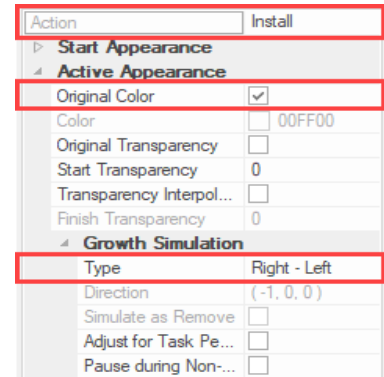 Action Install
Start Appearance
Active Appearance
Original Color
Color 00FF00
Original Transparency
Start Transparency 0
Transparency Interpol...
Finish Transparency 0
Growth Simulation
Type Right - Left
Direction (-1, 0, 0)
Simulate as Remove
Adjust for Task Pe...
Pause during Non-...